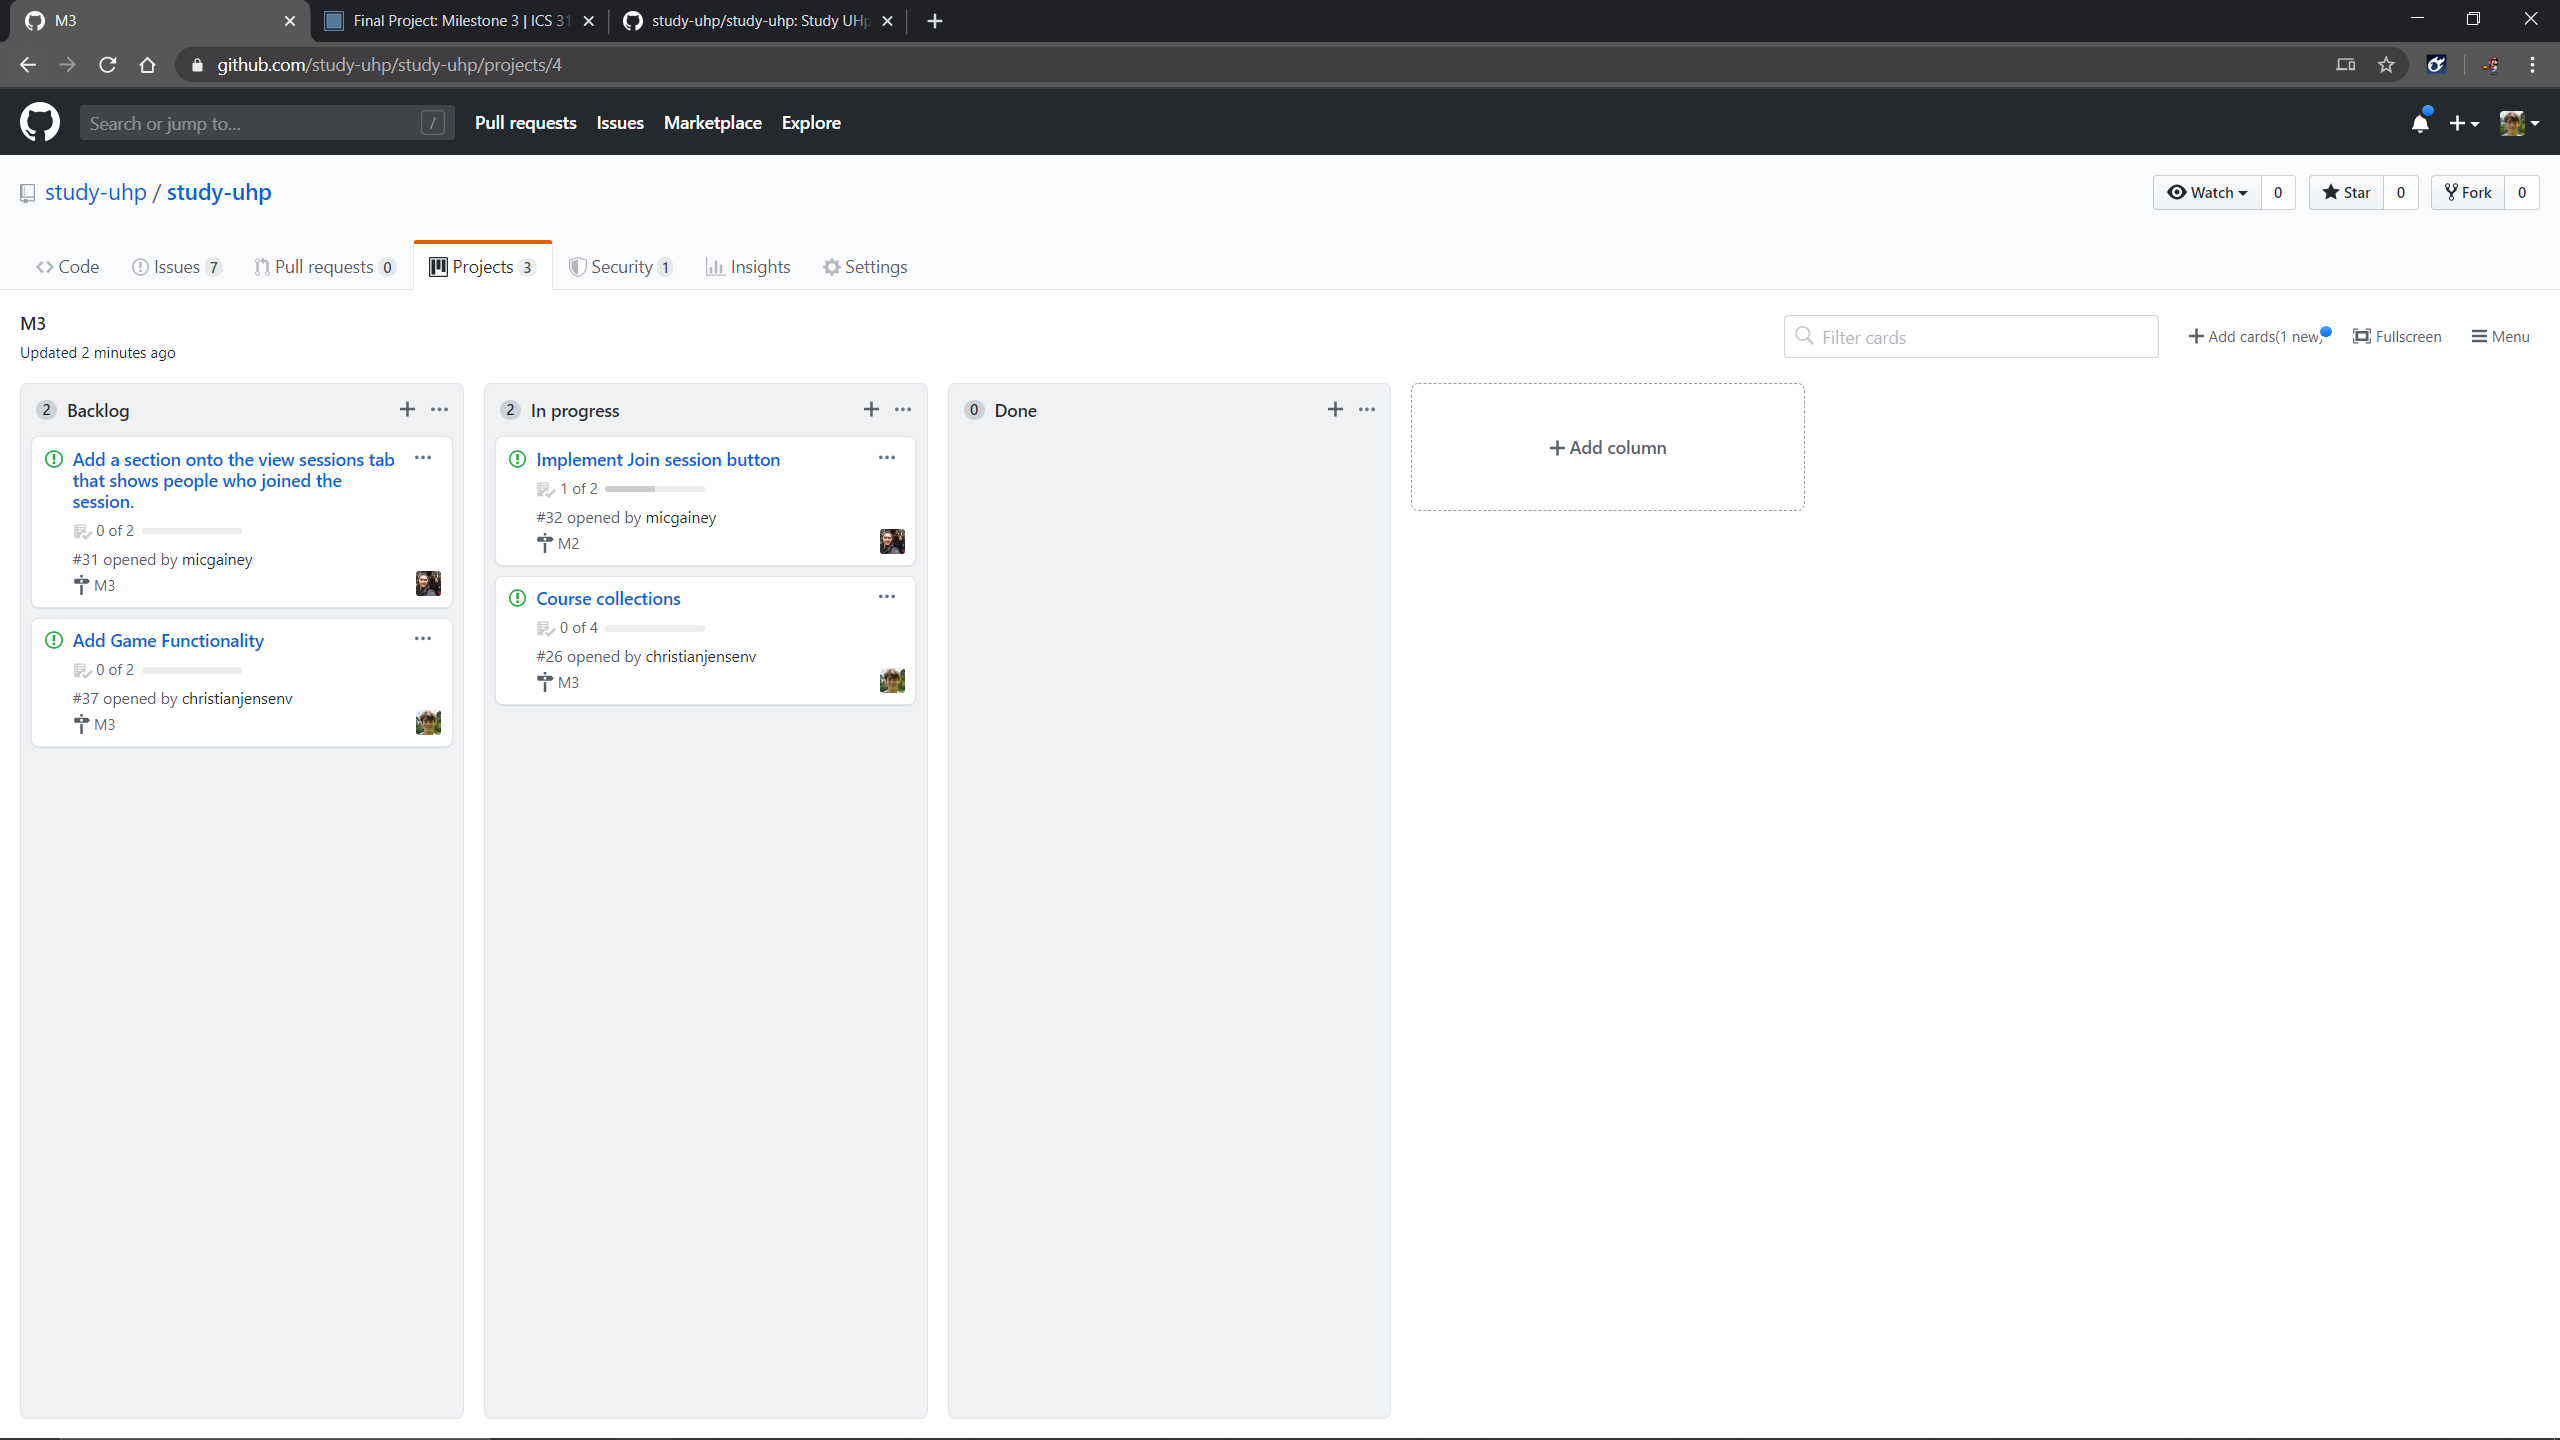 M3
Final Project: Milestone 3 | ICS 31
study-uhp/study-uhp: Study UHp
github.com/study-uhp/study-uhp/projects/4
Search or jump to... /
Pull requests Issues Marketplace Explore
study-uhp / study-uhp
Watch 0 Star 0 Fork 0
Code Issues 7 Pull requests 0 Projects 3 Security 1 Insights Settings
M3
Updated 2 minutes ago
Filter cards
Add cards(1 new) Fullscreen Menu
2 Backlog
Add a section onto the view sessions tab
that shows people who joined the
session.
0 of 2
#31 opened by micgainey
M3
Add Game Functionality
0 of 2
#37 opened by christianjensenv
M3
2 In progress
Implement Join session button
1 of 2
#32 opened by micgainey
M2
Course collections
0 of 4
#26 opened by christianjensenv
M3
0 Done
Add column